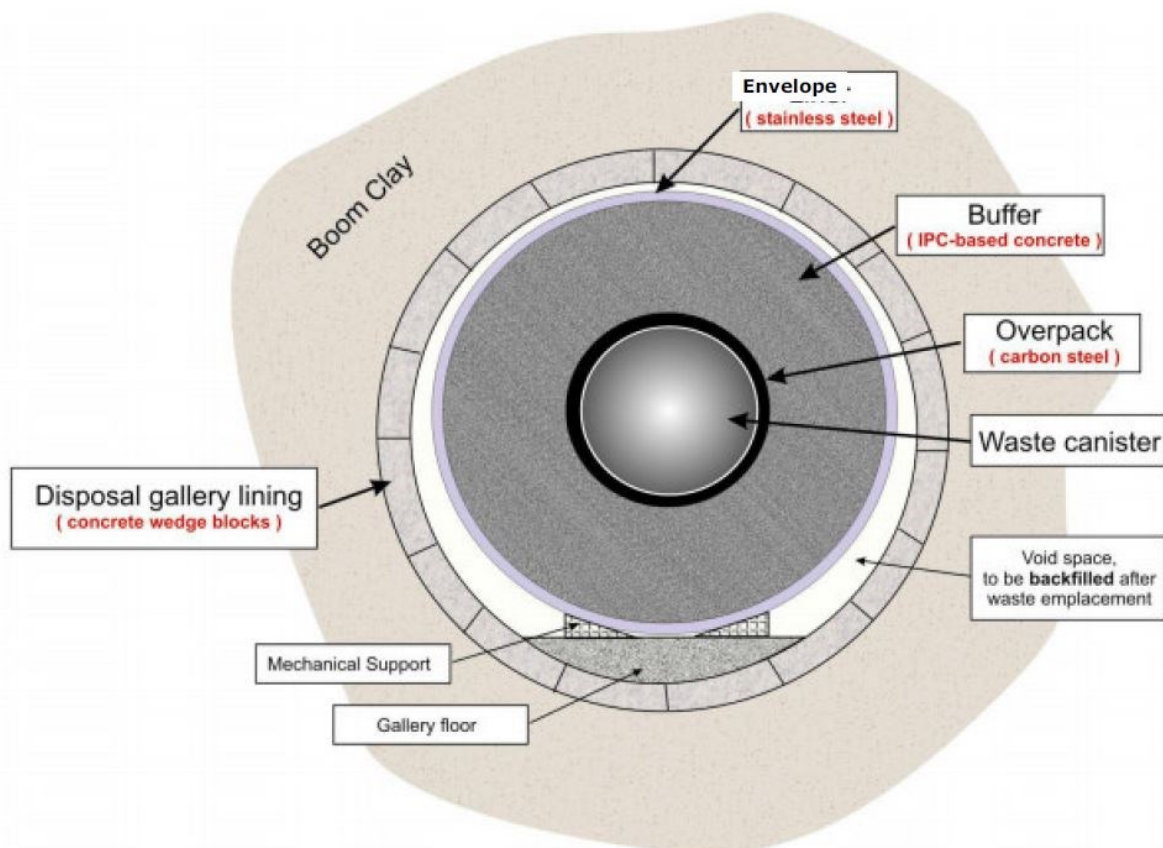 Envelope
( stainless steel )
Boom Clay
Buffer
( IPC-based concrete )
Overpack
( carbon steel )
Waste canister
Disposal gallery lining
( concrete wedge blocks )
Void space,
to be backfilled after
waste emplacement
Mechanical Support
Gallery floor